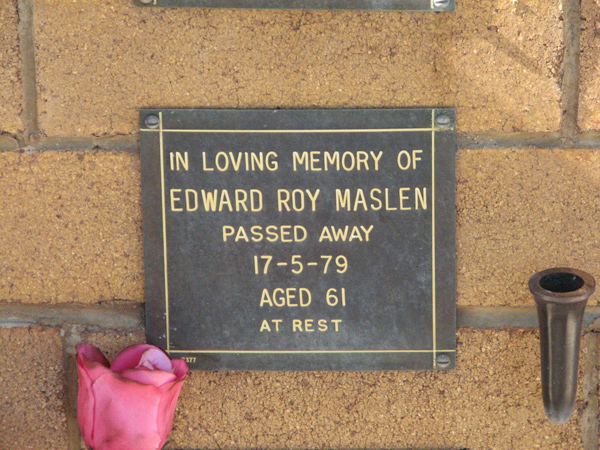 IN LOVING MEMORY OF
EDWARD ROY MASLEN
PASSED AWAY
17-5-79
AGED 61
AT REST